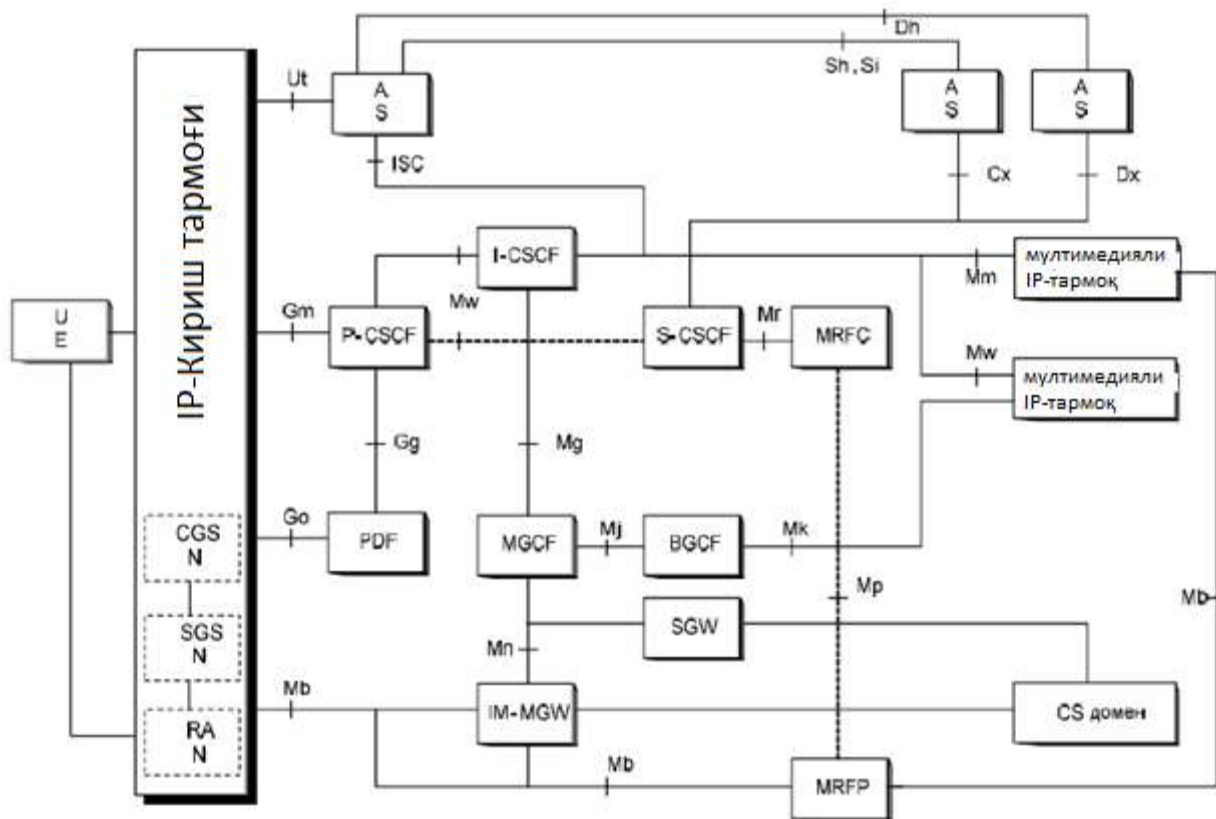 Dh
Sh, Si
Ut
A
S
A
S
A
S
ISC
Cx
Dx
IP-Кириш тармоғи
I-CSCF
Mw
Mm
мултимедияли
IP-тармоқ
U
E
Gm
P-CSCF
S-CSCF
Mr
MRFC
Mw
мултимедияли
IP-тармоқ
Gg
Mg
Go
PDF
MGCF
Mj
BGCF
Mk
CGS
N
Mp
Mb
SGW
SGS
N
Mn
Mb
IM-MGW
CS домен
RA
N
Mb
MRFP